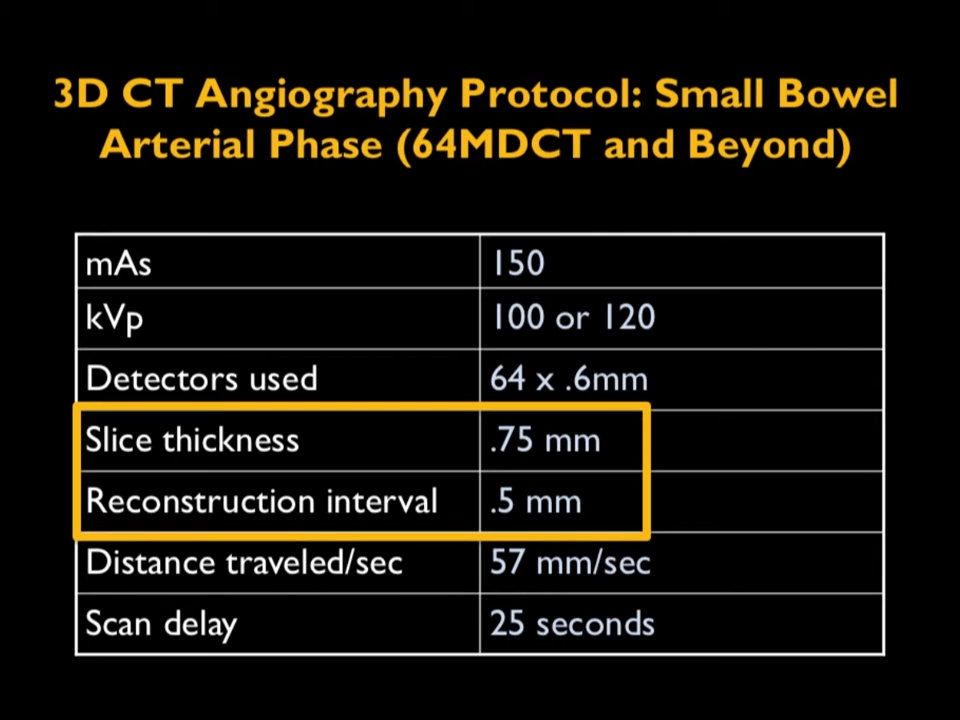 3D CT Angiography Protocol: Small Bowel
Arterial Phase (64MDCT and Beyond)
mAs 150
kVp 100 or 120
Detectors used 64 x .6mm
Slice thickness .75 mm
Reconstruction interval .5 mm
Distance traveled/sec 57 mm/sec
Scan delay 25 seconds